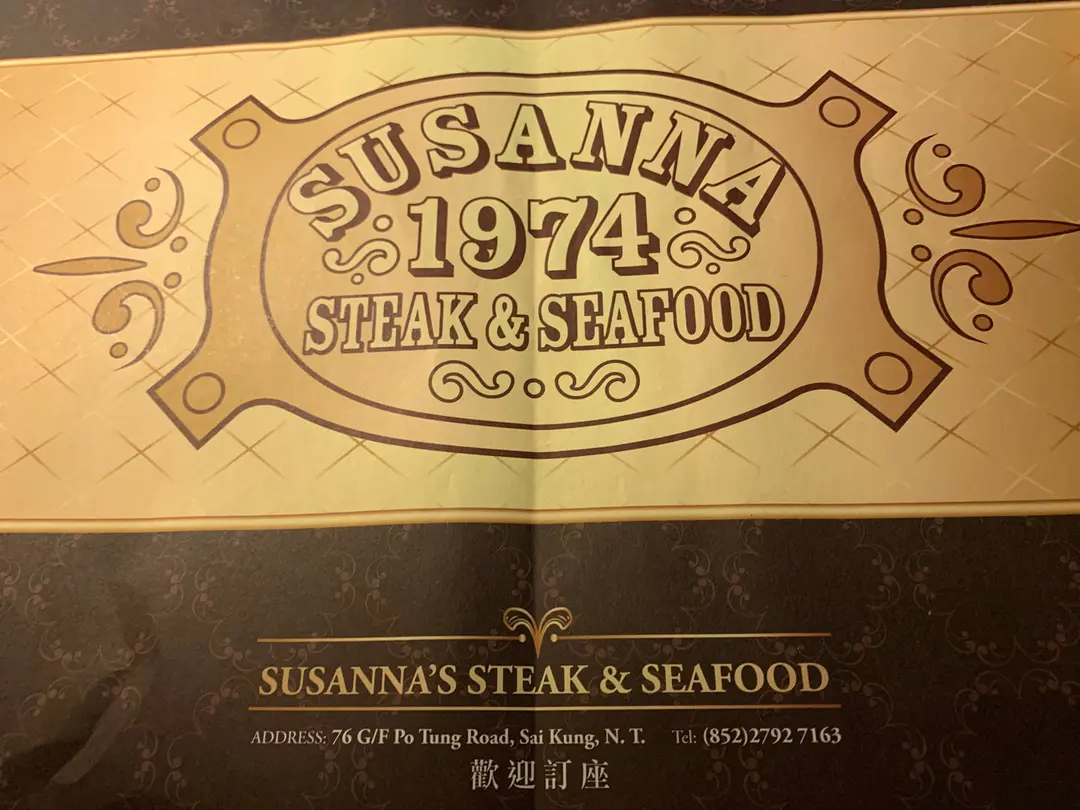 SUSANNA
1974
STEAK & SEAFOOD
SUSANNA'S STEAK & SEAFOOD
ADDRESS: 76 G/F Po Tung Road, Sai Kung, N. T. Tel: (852)2792 7163
歡迎訂座